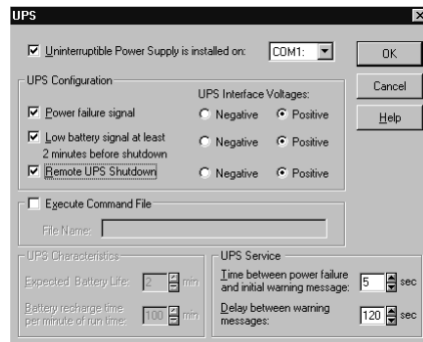 UPS
Uninterruptible Power Supply is installed on: COM1:
OK
Cancel
Help
UPS Configuration
UPS Interface Voltages:
Power failure signal Negative Positive
Low battery signal at least
2 minutes before shutdown Negative Positive
Remote UPS Shutdown Negative Positive
Execute Command File
File Name:
UPS Characteristics
Expected Battery Life: 2 min
Battery recharge time
per minute of run time: 100 min
UPS Service
Time between power failure
and initial warning message: 5 sec
Delay between warning
messages: 120 sec